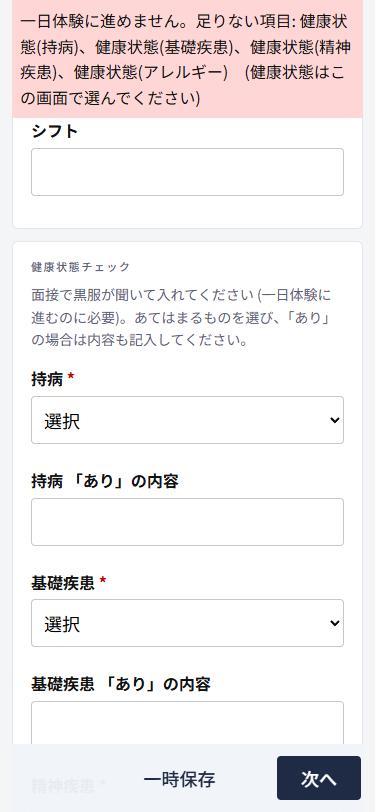 一日体験に進めません。足りない項目: 健康状
態(持病)、健康状態(基礎疾患)、健康状態(精神
疾患)、健康状態(アレルギー) (健康状態はこ
の画面で選んでください)
シフト
健康状態チェック
面接で黒服が聞いて入れてください (一日体験に
進むのに必要)。あてはまるものを選び、「あり」
の場合は内容も記入してください。
持病 *
選択
持病 「あり」の内容
基礎疾患 *
選択
基礎疾患 「あり」の内容
精神疾患 *
一時保存
次へ